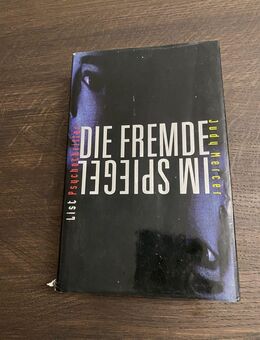 DIE FREMDE
IM SPIEGEL
Judy Mercer
List Psychothriller